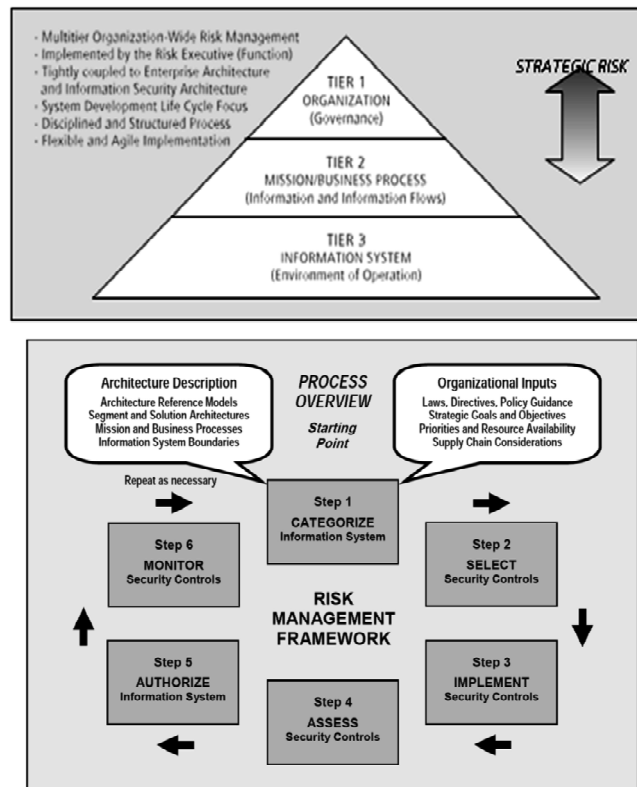 - Multitier Organization-Wide Risk Management
- Implemented by the Risk Executive (Function)
- Tightly coupled to Enterprise Architecture
and Information Security Architecture
- System Development Life Cycle Focus
- Disciplined and Structured Process
- Flexible and Agile Implementation
STRATEGIC RISK
TIER 1
ORGANIZATION
(Governance)
TIER 2
MISSION/BUSINESS PROCESS
(Information and Information Flows)
TIER 3
INFORMATION SYSTEM
(Environment of Operation)
Architecture Description
Architecture Reference Models
Segment and Solution Architectures
Mission and Business Processes
Information System Boundaries
PROCESS
OVERVIEW
Starting
Point
Organizational Inputs
Laws, Directives, Policy Guidance
Strategic Goals and Objectives
Priorities and Resource Availability
Supply Chain Considerations
Repeat as necessary
Step 1
CATEGORIZE
Information System
Step 2
SELECT
Security Controls
Step 3
IMPLEMENT
Security Controls
Step 4
ASSESS
Security Controls
Step 5
AUTHORIZE
Information System
Step 6
MONITOR
Security Controls
RISK
MANAGEMENT
FRAMEWORK